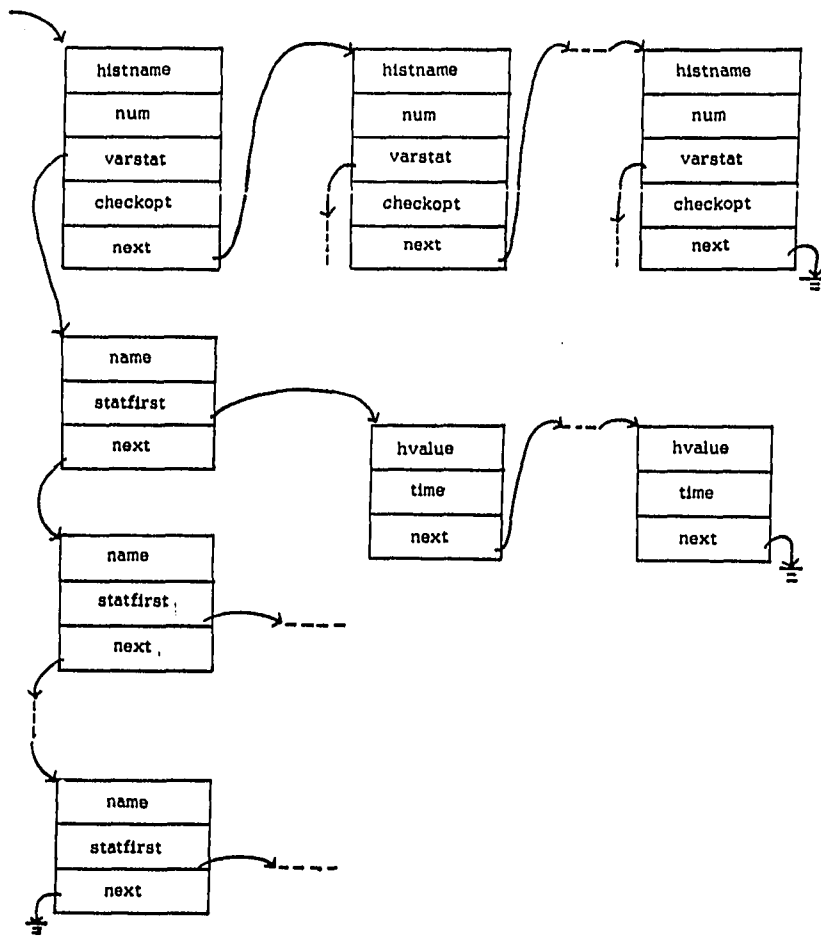 histname
num
varstat
checkopt
next
histname
num
varstat
checkopt
next
histname
num
varstat
checkopt
next
name
statfirst
next
hvalue
time
next
hvalue
time
next
name
statfirst
next
name
statfirst
next